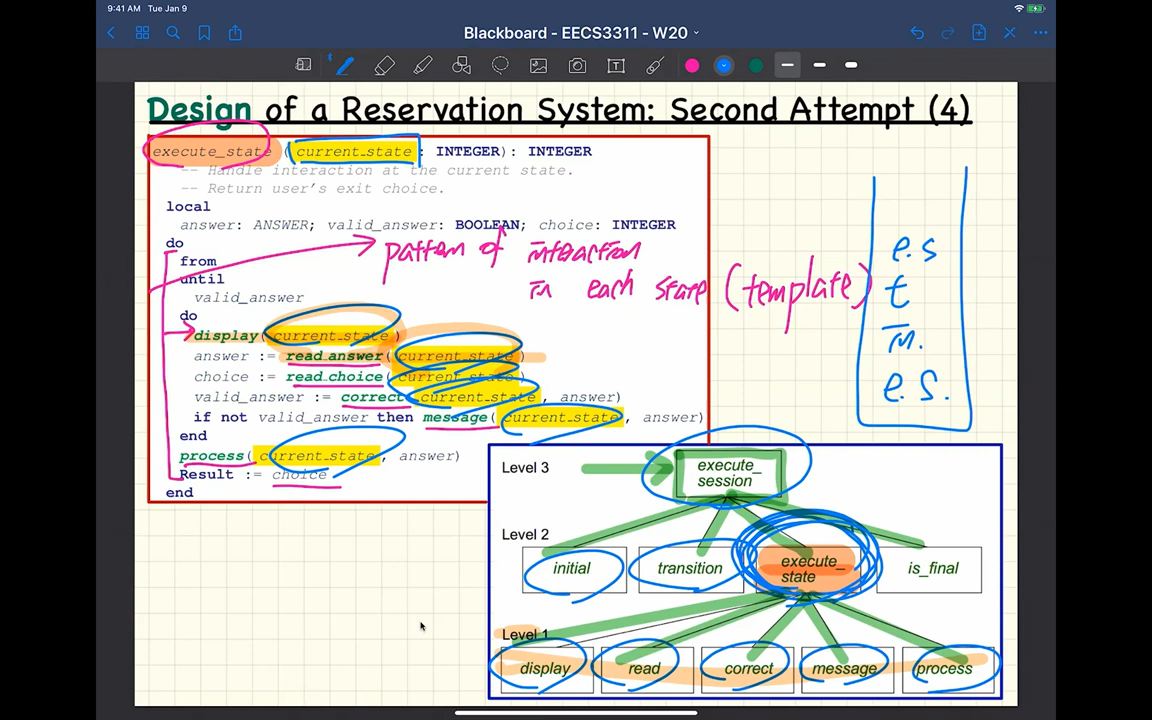 9:41 AM Tue Jan 9
Blackboard - EECS3311 - W20
Design of a Reservation System: Second Attempt (4)
execute_state (current_state: INTEGER): INTEGER
-- Handle interaction at the current state.
-- Return user's exit choice.
local
answer: ANSWER; valid_answer: BOOLEAN; choice: INTEGER
do
from
until
valid_answer
do
display(current_state)
answer := read_answer(current_state)
choice := read_choice(current_state)
valid_answer := correct(current_state, answer)
if not valid_answer then message(current_state, answer)
end
process(current_state, answer)
Result := choice
end
pattern of interaction
in each state (template)
e.s
t
in.
e.s.
Level 3
execute_
session
Level 2
initial
transition
execute_
state
is_final
Level 1
display
read
correct
message
process